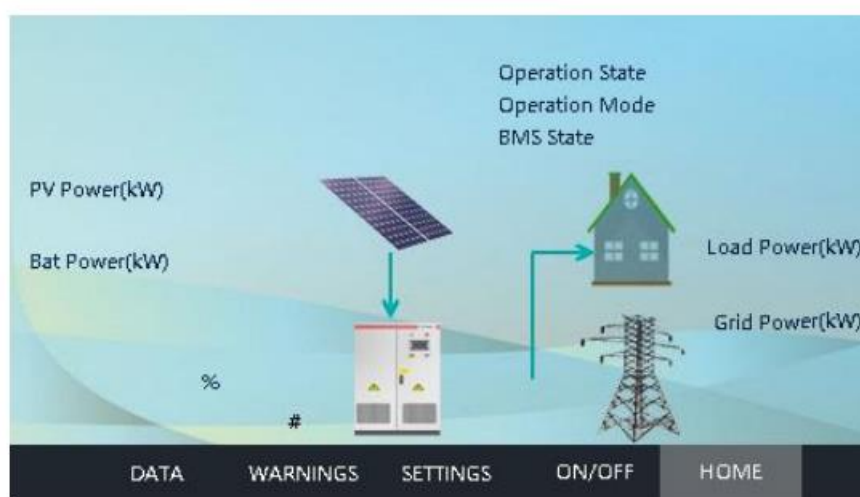 Operation State
Operation Mode
BMS State
PV Power(kW)
Bat Power(kW)
Load Power(kW)
Grid Power(kW)
%
#
DATA WARNINGS SETTINGS ON/OFF HOME